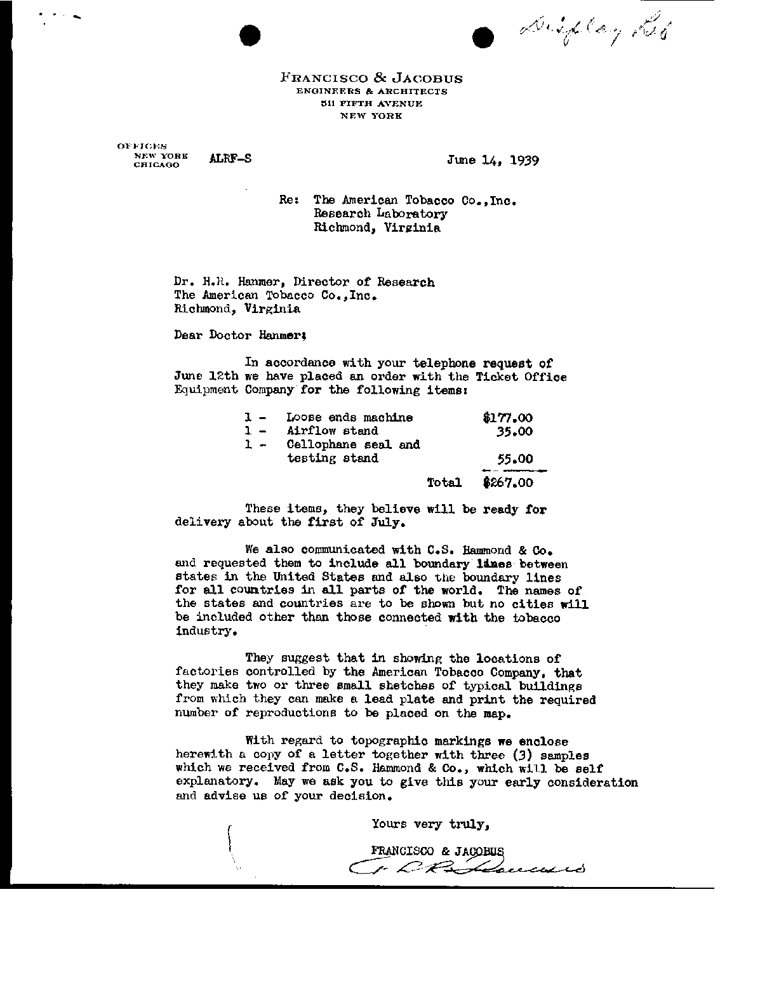 Display
FRANCISCO & JACOBUS
ENGINEERS & ARCHITECTS
511 FIFTH AVENUE
NEW YORK
OFFICES
NEW YORK
CHICAGO
ALRF-S
June 14, 1939
Re: The American Tobacco Co.,Inc.
Research Laboratory
Richmond, Virginia
Dr. H.R. Hanmer, Director of Research
The American Tobacco Co.,Inc.
Richmond, Virginia
Dear Doctor Hanmer:
In accordance with your telephone request of
June 12th we have placed an order with the Ticket Office
Equipment Company for the following items:
1 - Loose ends machine $177.00
1 - Airflow stand 35.00
1 - Cellophane seal and
testing stand 55.00
Total $267.00
These items, they believe will be ready for
delivery about the first of July.
We also communicated with C.S. Hammond & Co.
and requested them to include all boundary lines between
states in the United States and also the boundary lines
for all countries in all parts of the world. The names of
the states and countries are to be shown but no cities will
be included other than those connected with the tobacco
industry.
They suggest that in showing the locations of
factories controlled by the American Tobacco Company, that
they make two or three small sketches of typical buildings
from which they can make a lead plate and print the required
number of reproductions to be placed on the map.
With regard to topographic markings we enclose
herewith a copy of a letter together with three (3) samples
which we received from C.S. Hammond & Co., which will be self
explanatory. May we ask you to give this your early consideration
and advise us of your decision.
Yours very truly,
FRANCISCO & JACOBUS